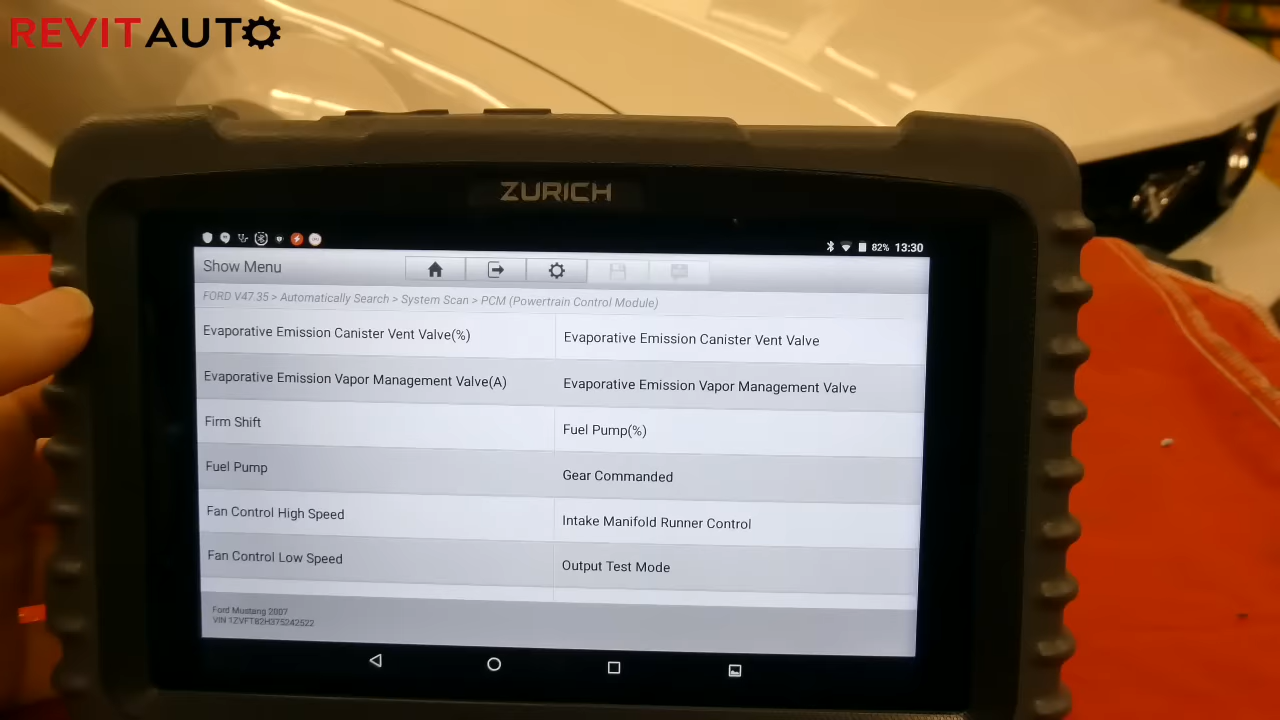 REVITAUTO
ZURICH
82% 13:30
Show Menu
FORD V47.35 > Automatically Search > System Scan > PCM (Powertrain Control Module)
Evaporative Emission Canister Vent Valve(%)
Evaporative Emission Canister Vent Valve
Evaporative Emission Vapor Management Valve(A)
Evaporative Emission Vapor Management Valve
Firm Shift
Fuel Pump(%)
Fuel Pump
Gear Commanded
Fan Control High Speed
Intake Manifold Runner Control
Fan Control Low Speed
Output Test Mode
Ford Mustang 2007
VIN 1ZVFT82H375242522